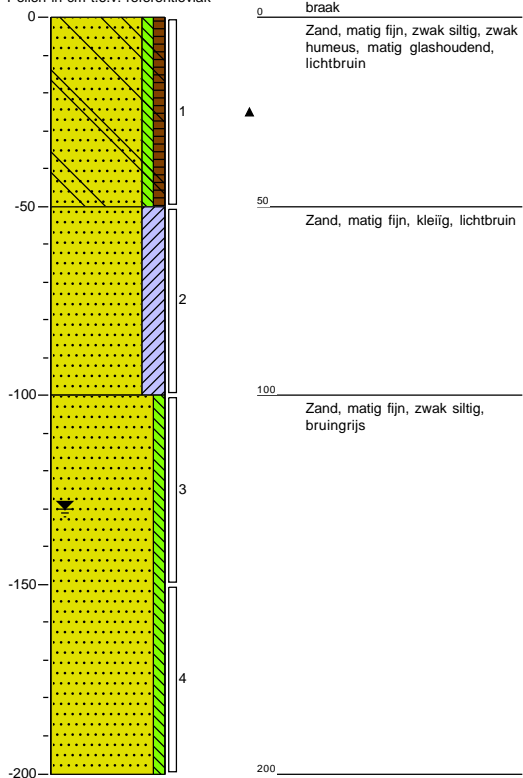 Peilen in cm t.o.v. referentievlak
0
0
braak
Zand, matig fijn, zwak siltig, zwak
humeus, matig glashoudend,
lichtbruin
1
-50
50
Zand, matig fijn, kleiïg, lichtbruin
2
-100
100
Zand, matig fijn, zwak siltig,
bruingrijs
3
-150
4
-200
200